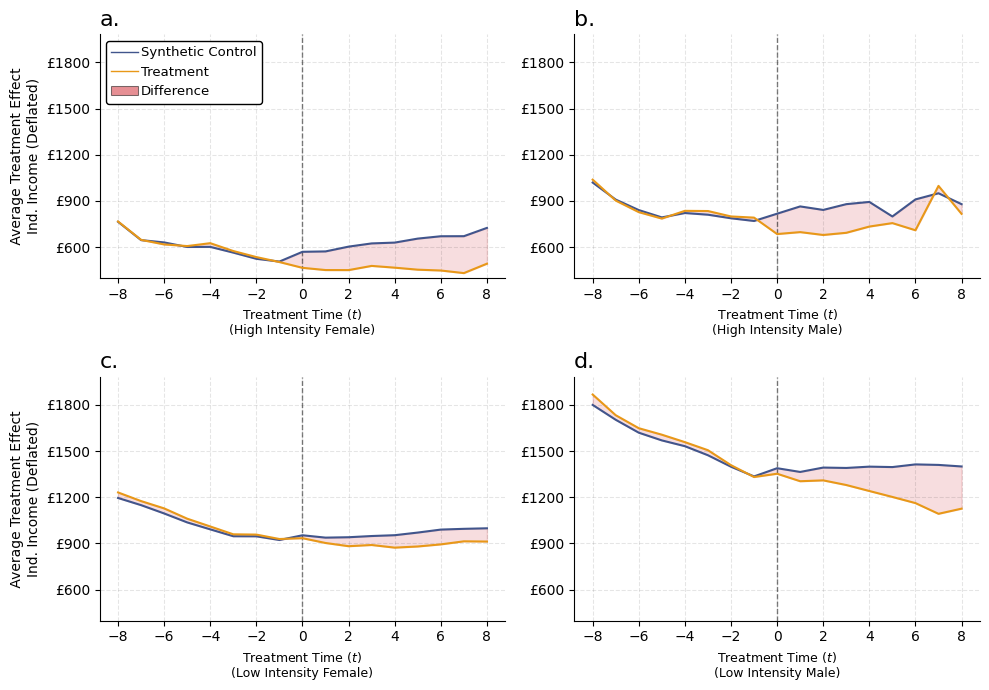 a.
Average Treatment Effect
Ind. Income (Deflated)
£1800
£1500
£1200
£900
£600
Synthetic Control
Treatment
Difference
−8 −6 −4 −2 0 2 4 6 8
Treatment Time (t)
(High Intensity Female)
b.
£1800
£1500
£1200
£900
£600
−8 −6 −4 −2 0 2 4 6 8
Treatment Time (t)
(High Intensity Male)
c.
Average Treatment Effect
Ind. Income (Deflated)
£1800
£1500
£1200
£900
£600
−8 −6 −4 −2 0 2 4 6 8
Treatment Time (t)
(Low Intensity Female)
d.
£1800
£1500
£1200
£900
£600
−8 −6 −4 −2 0 2 4 6 8
Treatment Time (t)
(Low Intensity Male)